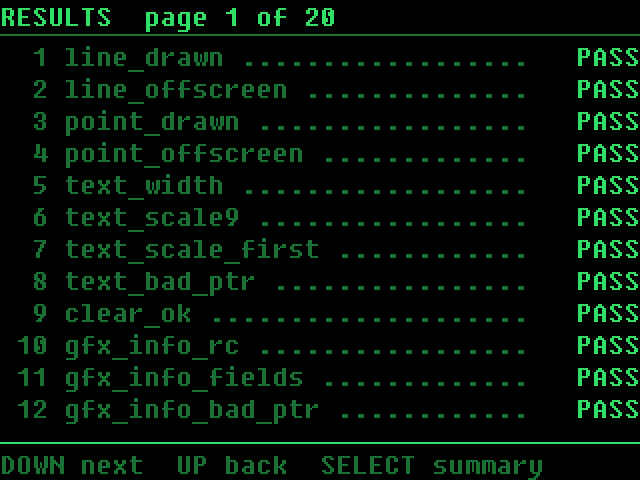 RESULTS  page 1 of 20
1 line_drawn .................. PASS
2 line_offscreen .............. PASS
3 point_drawn ................. PASS
4 point_offscreen ............. PASS
5 text_width .................. PASS
6 text_scale9 ................. PASS
7 text_scale_first ............ PASS
8 text_bad_ptr ................ PASS
9 clear_ok .................... PASS
10 gfx_info_rc ................. PASS
11 gfx_info_fields ............. PASS
12 gfx_info_bad_ptr ............ PASS
DOWN next  UP back  SELECT summary